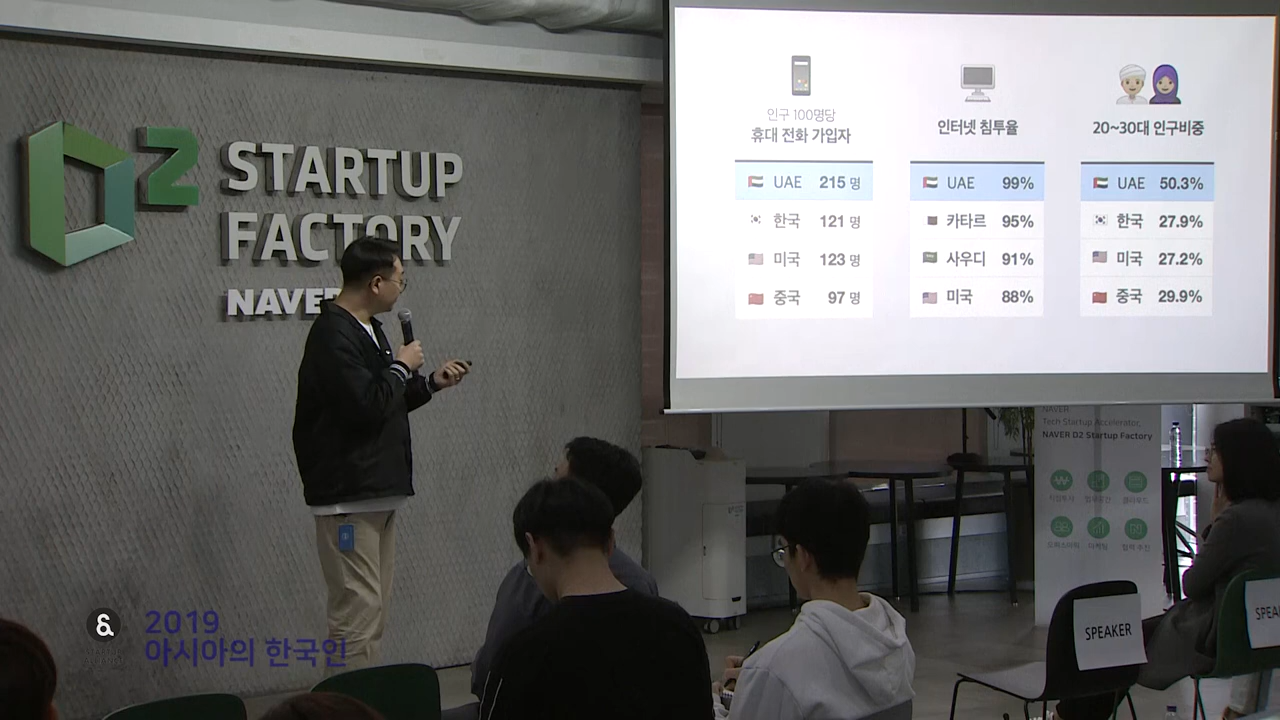 D2 STARTUP
FACTORY
NAVER
인구 100명당
휴대 전화 가입자
UAE 215 명
한국 121 명
미국 123 명
중국 97 명
인터넷 침투율
UAE 99%
카타르 95%
사우디 91%
미국 88%
20~30대 인구비중
UAE 50.3%
한국 27.9%
미국 27.2%
중국 29.9%
NAVER
Tech Startup Accelerator,
NAVER D2 Startup Factory
SPEAKER
SPEA
&
2019
아시아의 한국인